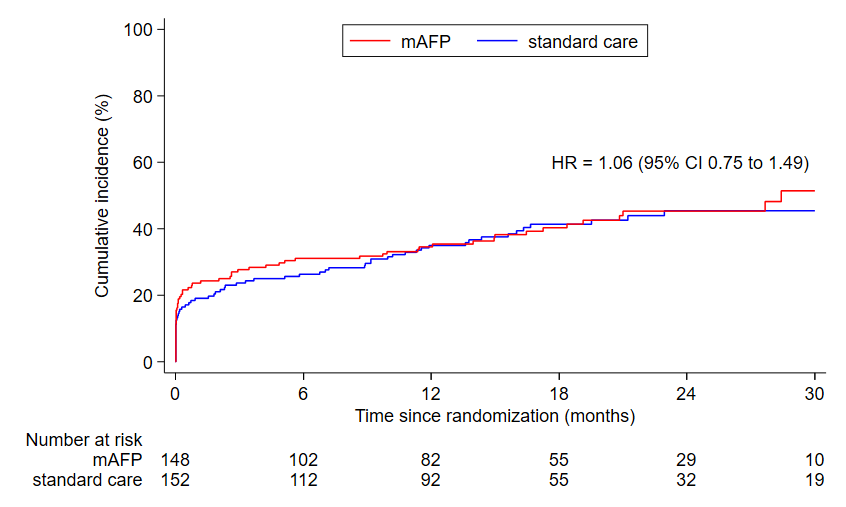 100
80
60
40
20
0
Cumulative incidence (%)
mAFP standard care
HR = 1.06 (95% CI 0.75 to 1.49)
0 6 12 18 24 30
Time since randomization (months)
Number at risk
mAFP 148 102 82 55 29 10
standard care 152 112 92 55 32 19